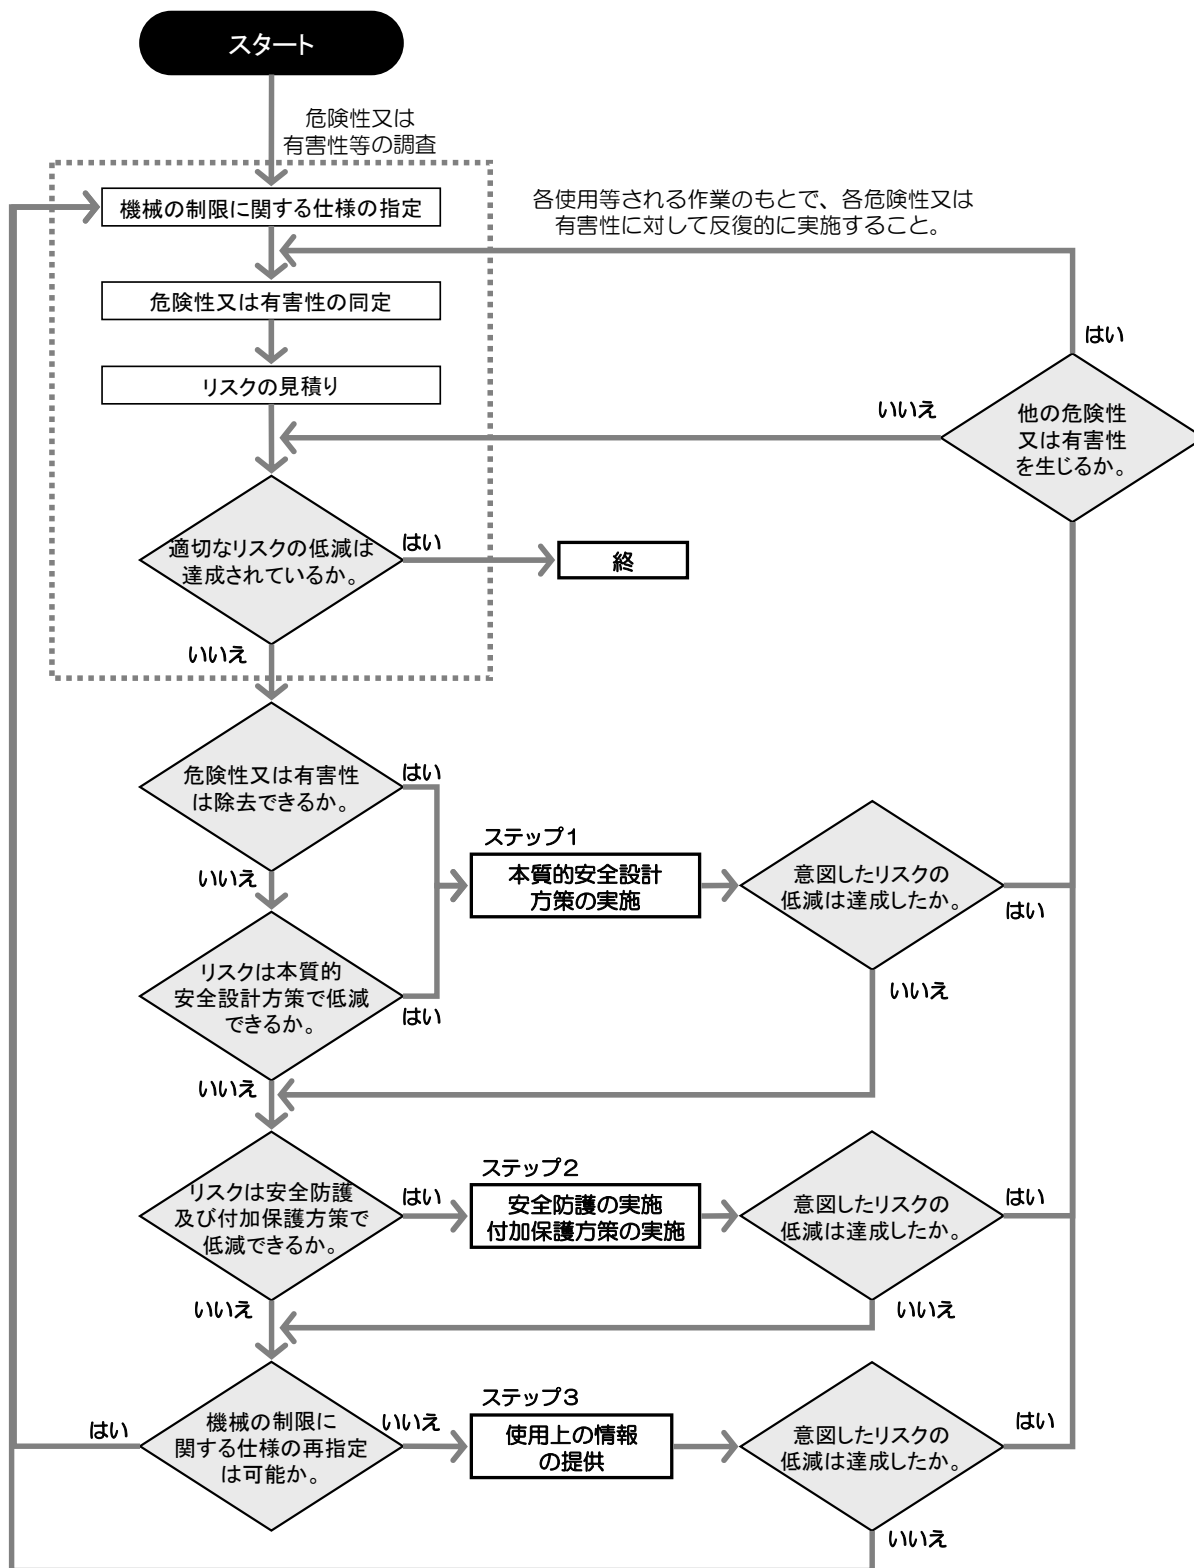 スタート
危険性又は
有害性等の調査
機械の制限に関する仕様の指定
各使用等される作業のもとで、各危険性又は
有害性に対して反復的に実施すること。
危険性又は有害性の同定
はい
リスクの見積り
いいえ
他の危険性
又は有害性
を生じるか。
適切なリスクの低減は
達成されているか。
はい
終
いいえ
危険性又は有害性
は除去できるか。
はい
ステップ1
本質的安全設計
方策の実施
意図したリスクの
低減は達成したか。
はい
いいえ
いいえ
リスクは本質的
安全設計方策で低減
できるか。
はい
いいえ
リスクは安全防護
及び付加保護方策で
低減できるか。
はい
ステップ2
安全防護の実施
付加保護方策の実施
意図したリスクの
低減は達成したか。
はい
いいえ
いいえ
機械の制限に
関する仕様の再指定
は可能か。
はい
いいえ
ステップ3
使用上の情報
の提供
意図したリスクの
低減は達成したか。
はい
いいえ